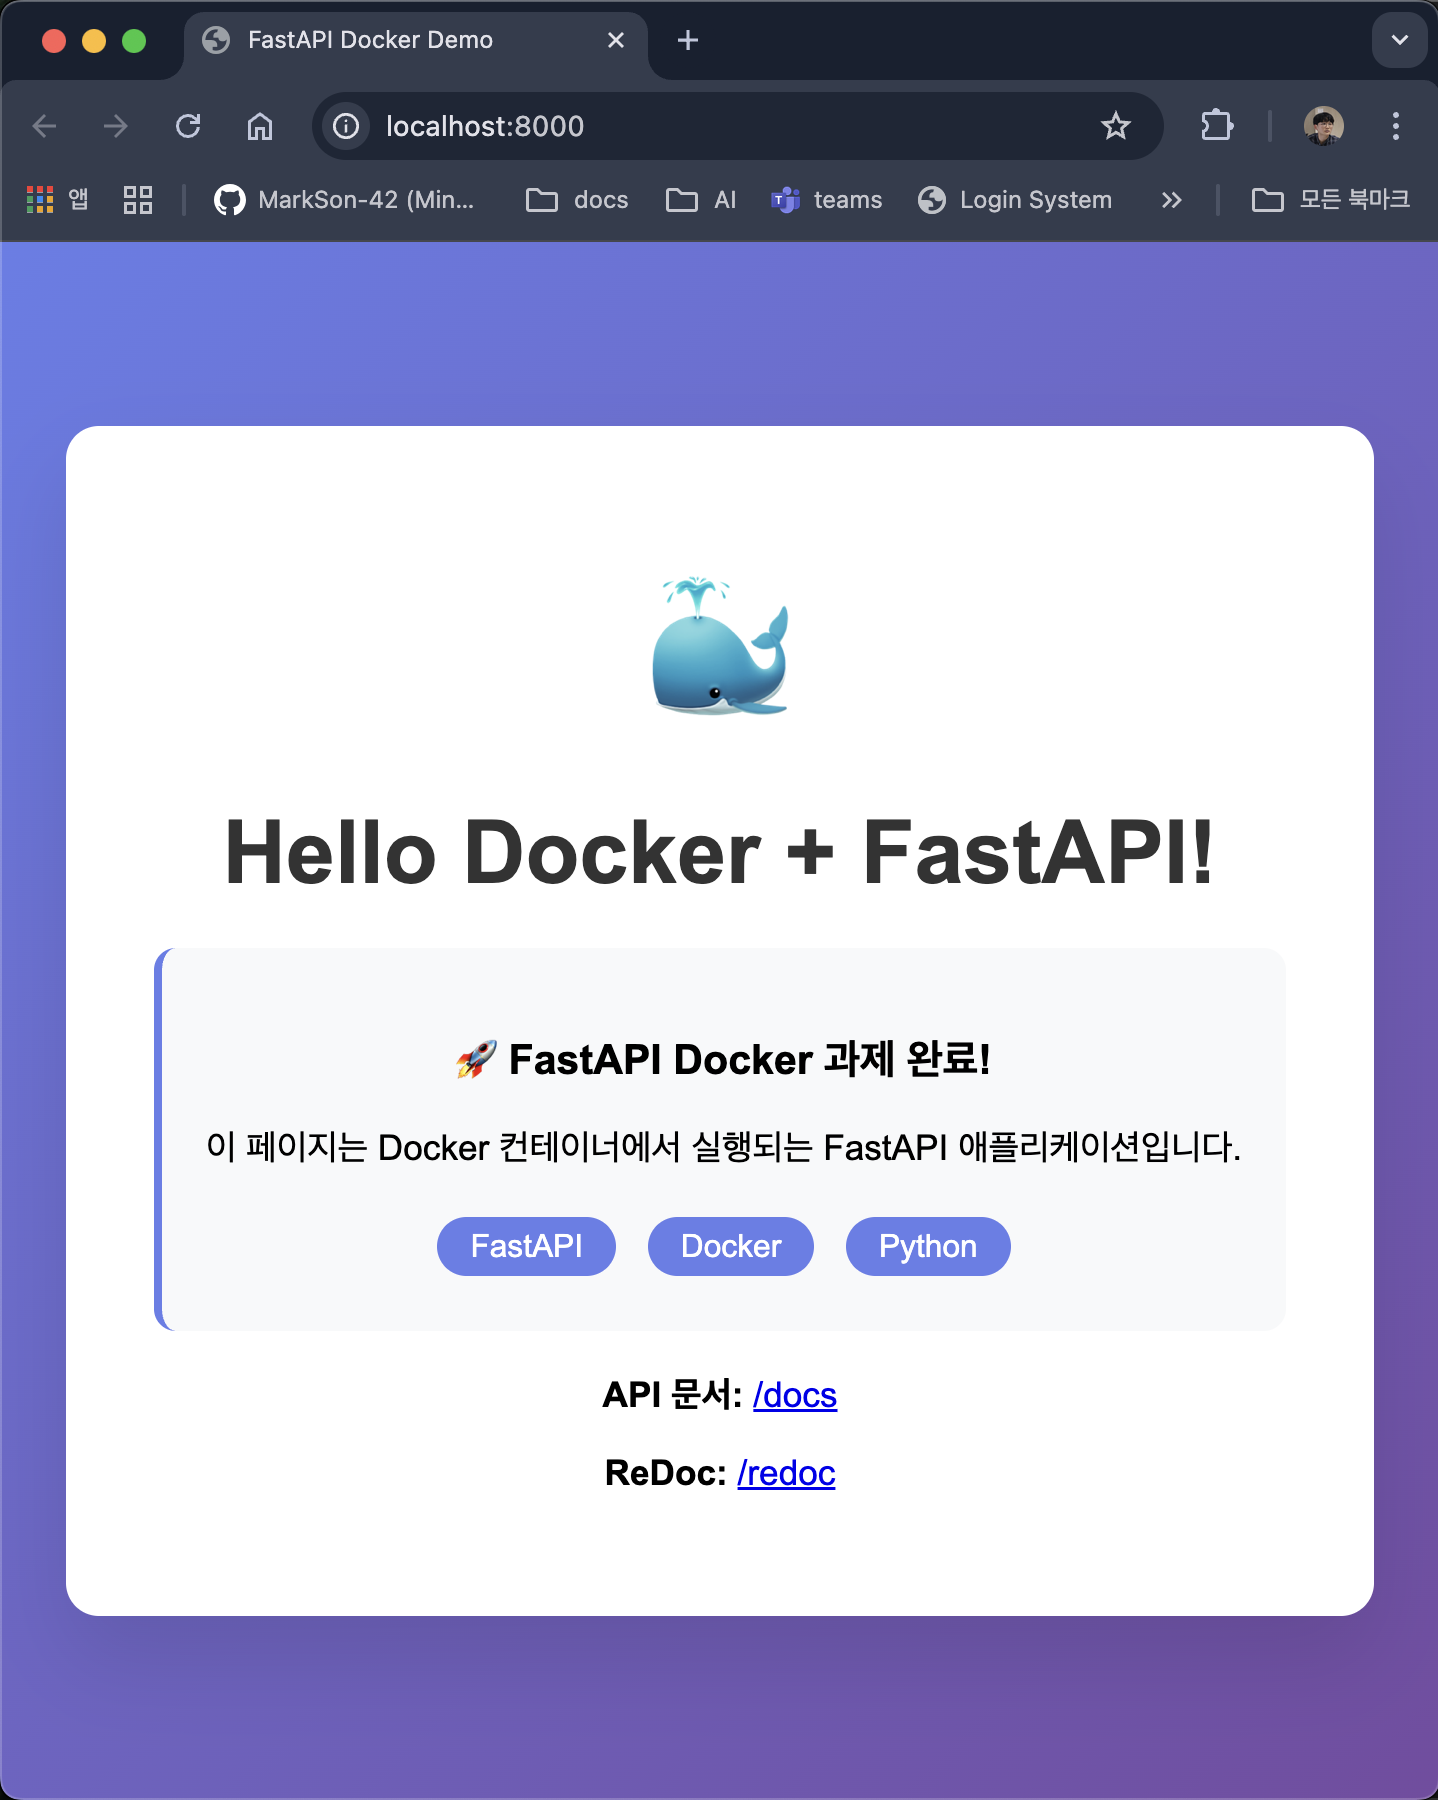 FastAPI Docker Demo
localhost:8000
앱
MarkSon-42 (Min...
docs
AI
teams
Login System
모든 북마크
Hello Docker + FastAPI!
🚀 FastAPI Docker 과제 완료!
이 페이지는 Docker 컨테이너에서 실행되는 FastAPI 애플리케이션입니다.
FastAPI Docker Python
API 문서: /docs
ReDoc: /redoc